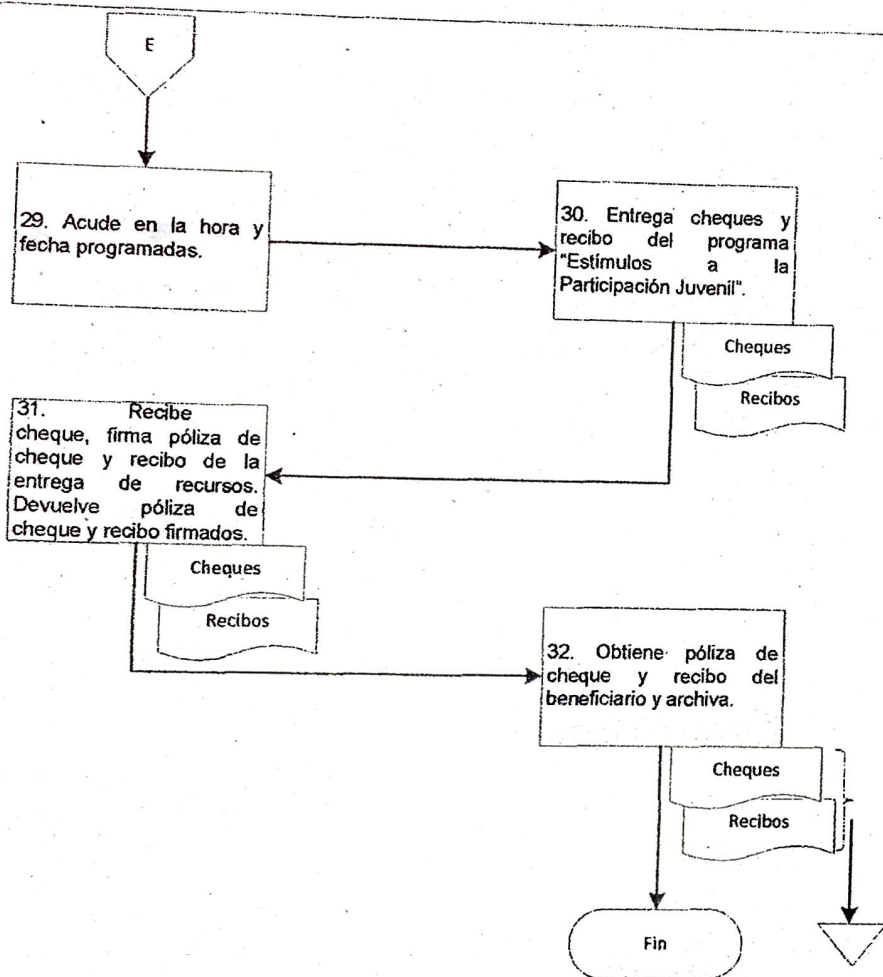 E
29. Acude en la hora y
fecha programadas.
30. Entrega cheques y
recibo del programa
"Estímulos a la
Participación Juvenil".
Cheques
Recibos
31. Recibe
cheque, firma póliza de
cheque y recibo de la
entrega de recursos.
Devuelve póliza de
cheque y recibo firmados.
Cheques
Recibos
32. Obtiene póliza de
cheque y recibo del
beneficiario y archiva.
Cheques
Recibos
Fin